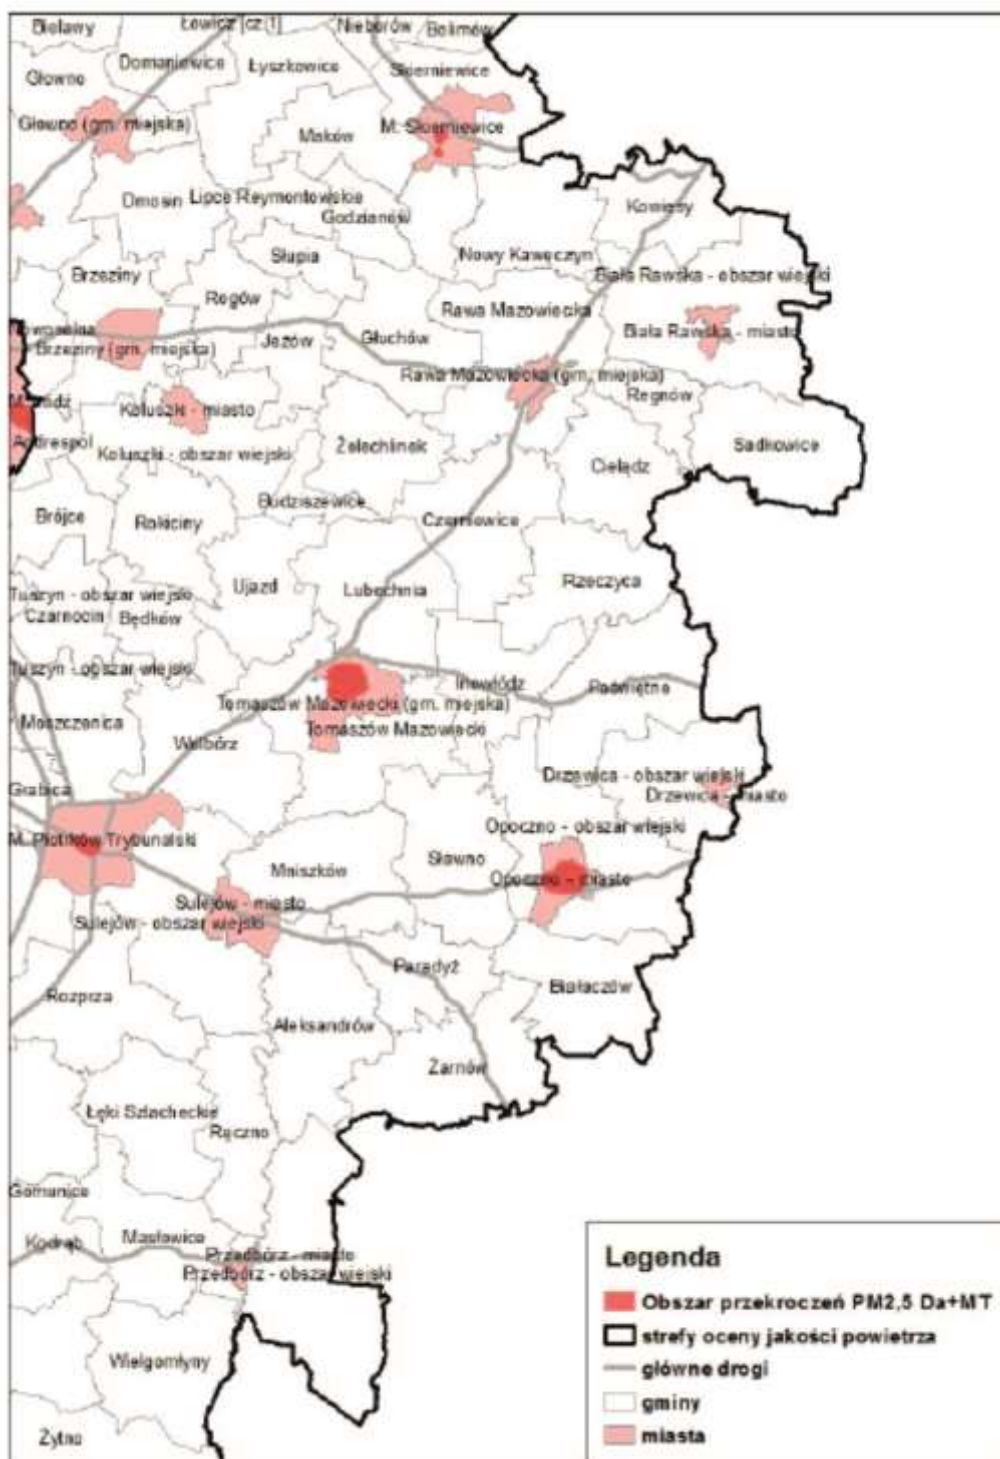 Bielawy
Łowicz [cz.(1]
Nieborów
Bolimów
Domaniewice
Łyszkowice
Skierniewice
Głowno
Głowno (gm. miejska)
Maków
M. Skierniewice
Dmosin
Lipce Reymontowskie
Godzianów
Kowiesy
Słupia
Nowy Kawęczyn
Brzeziny
Biała Rawska - obszar wiejski
Rogów
Rawa Mazowiecka
Brzeziny (gm. miejska)
Jeżów
Głuchów
Biała Rawska - miasto
Rawa Mazowiecka (gm. miejska)
Regnów
Koluszki - miasto
Andrespol
Koluszki - obszar wiejski
Żelechlinek
Sadkowice
Cielądz
Budziszewice
Brójce
Rokiciny
Czerniewice
Ujazd
Lubochnia
Rzeczyca
Tuszyn - obszar wiejski
Czarnocin
Będków
Tuszyn - obszar wiejski
Inowłódz
Poświętne
Tomaszów Mazowiecki (gm. miejska)
Moszczenica
Tomaszów Mazowiecki
Wolbórz
Drzewica - obszar wiejski
Grabica
Drzewica - miasto
Opoczno - obszar wiejski
M. Piotrków Trybunalski
Mniszków
Sławno
Opoczno - miasto
Sulejów - miasto
Sulejów - obszar wiejski
Paradyż
Białaczów
Rozprza
Aleksandrów
Żarnów
Łęki Szlacheckie
Ręczno
Gomunice
Kodrąb
Masłowice
Przedbórz - miasto
Przedbórz - obszar wiejski
Wielgomłyny
Żytno
Legenda
Obszar przekroczeń PM2,5 Da+MT
strefy oceny jakości powietrza
główne drogi
gminy
miasta